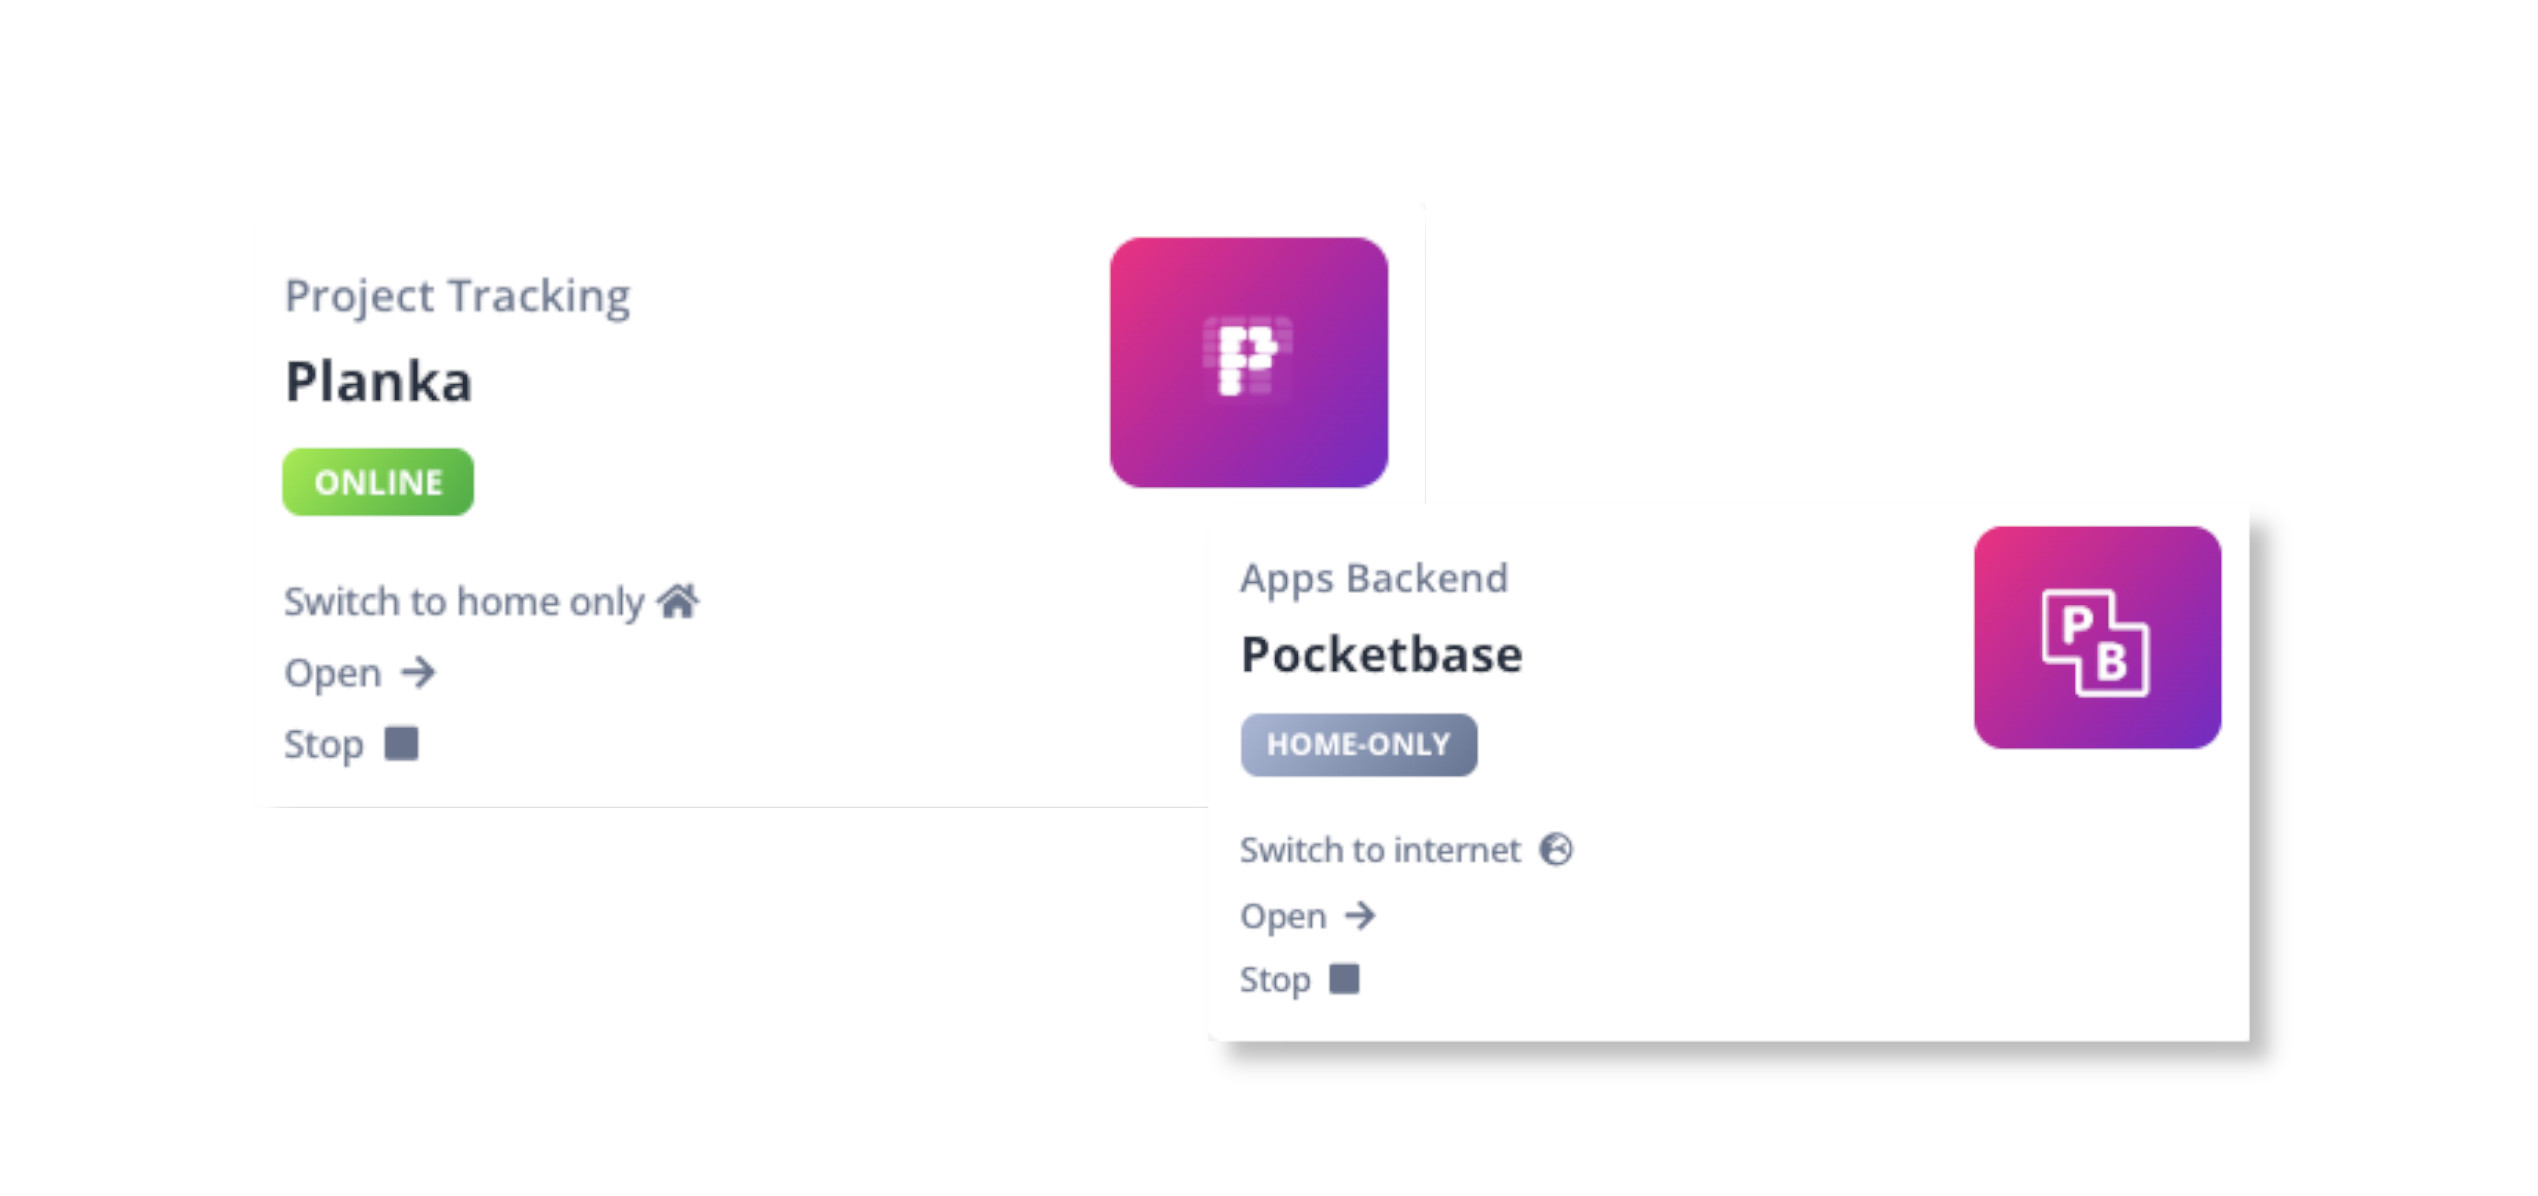 Project Tracking
Planka
ONLINE
Switch to home only
Open
Stop
P
Apps Backend
Pocketbase
HOME-ONLY
Switch to internet
Open
Stop
P
B